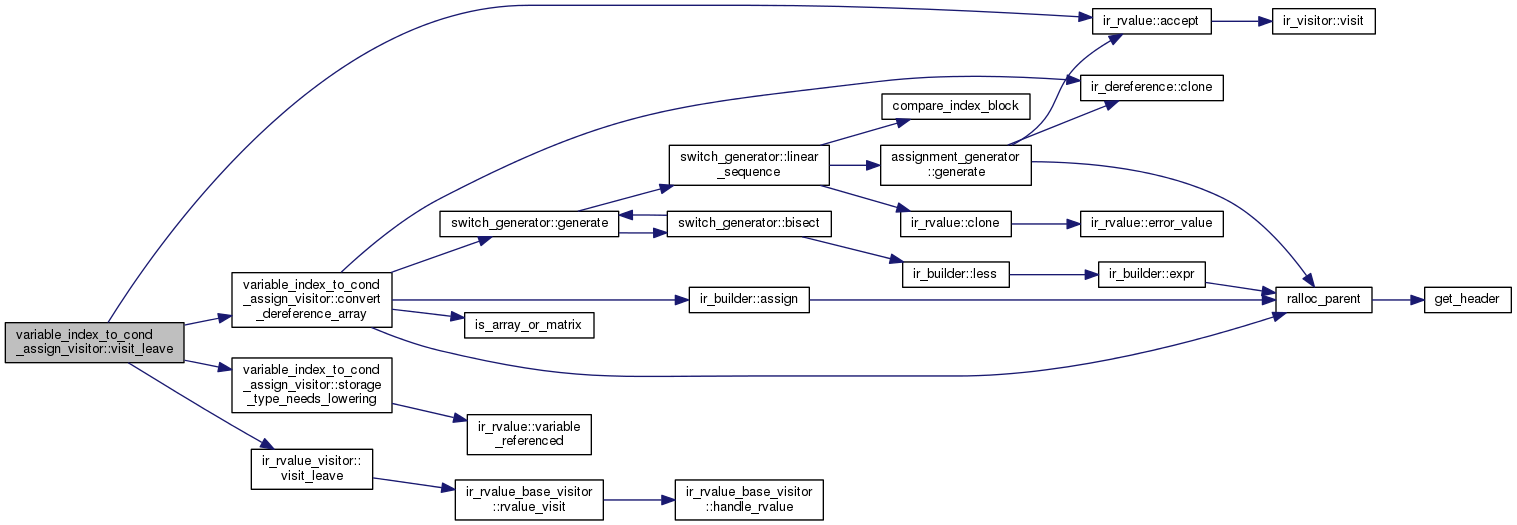 ir_rvalue::accept
ir_visitor::visit
ir_dereference::clone
compare_index_block
switch_generator::linear
_sequence
assignment_generator
::generate
switch_generator::generate
switch_generator::bisect
ir_rvalue::clone
ir_rvalue::error_value
variable_index_to_cond
_assign_visitor::convert
_dereference_array
ir_builder::less
ir_builder::expr
ir_builder::assign
ralloc_parent
get_header
is_array_or_matrix
variable_index_to_cond
_assign_visitor::visit_leave
variable_index_to_cond
_assign_visitor::storage
_type_needs_lowering
ir_rvalue::variable
_referenced
ir_rvalue_visitor::
visit_leave
ir_rvalue_base_visitor
::rvalue_visit
ir_rvalue_base_visitor
::handle_rvalue